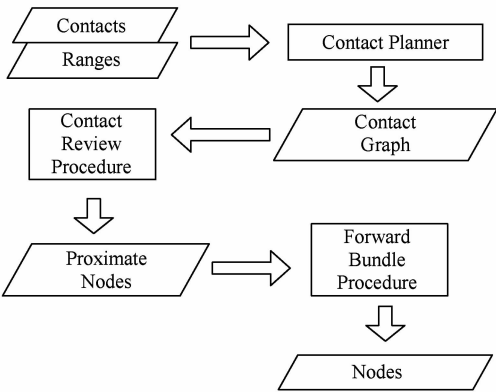 Contacts
Ranges
Contact Planner
Contact
Graph
Contact
Review
Procedure
Proximate
Nodes
Forward
Bundle
Procedure
Nodes